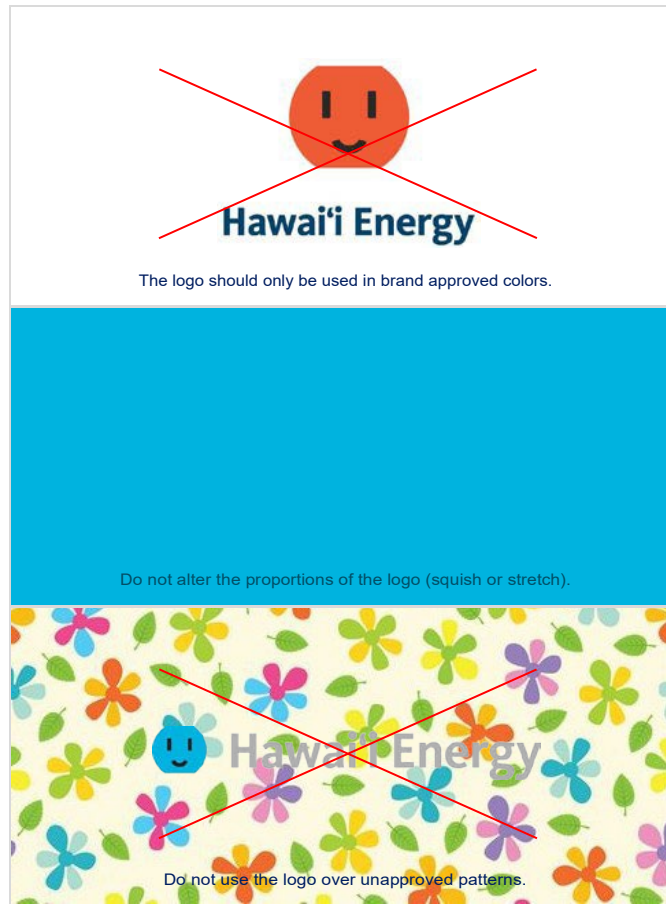 Hawai‘i Energy
The logo should only be used in brand approved colors.
Do not alter the proportions of the logo (squish or stretch).
Hawai‘i Energy
Do not use the logo over unapproved patterns.